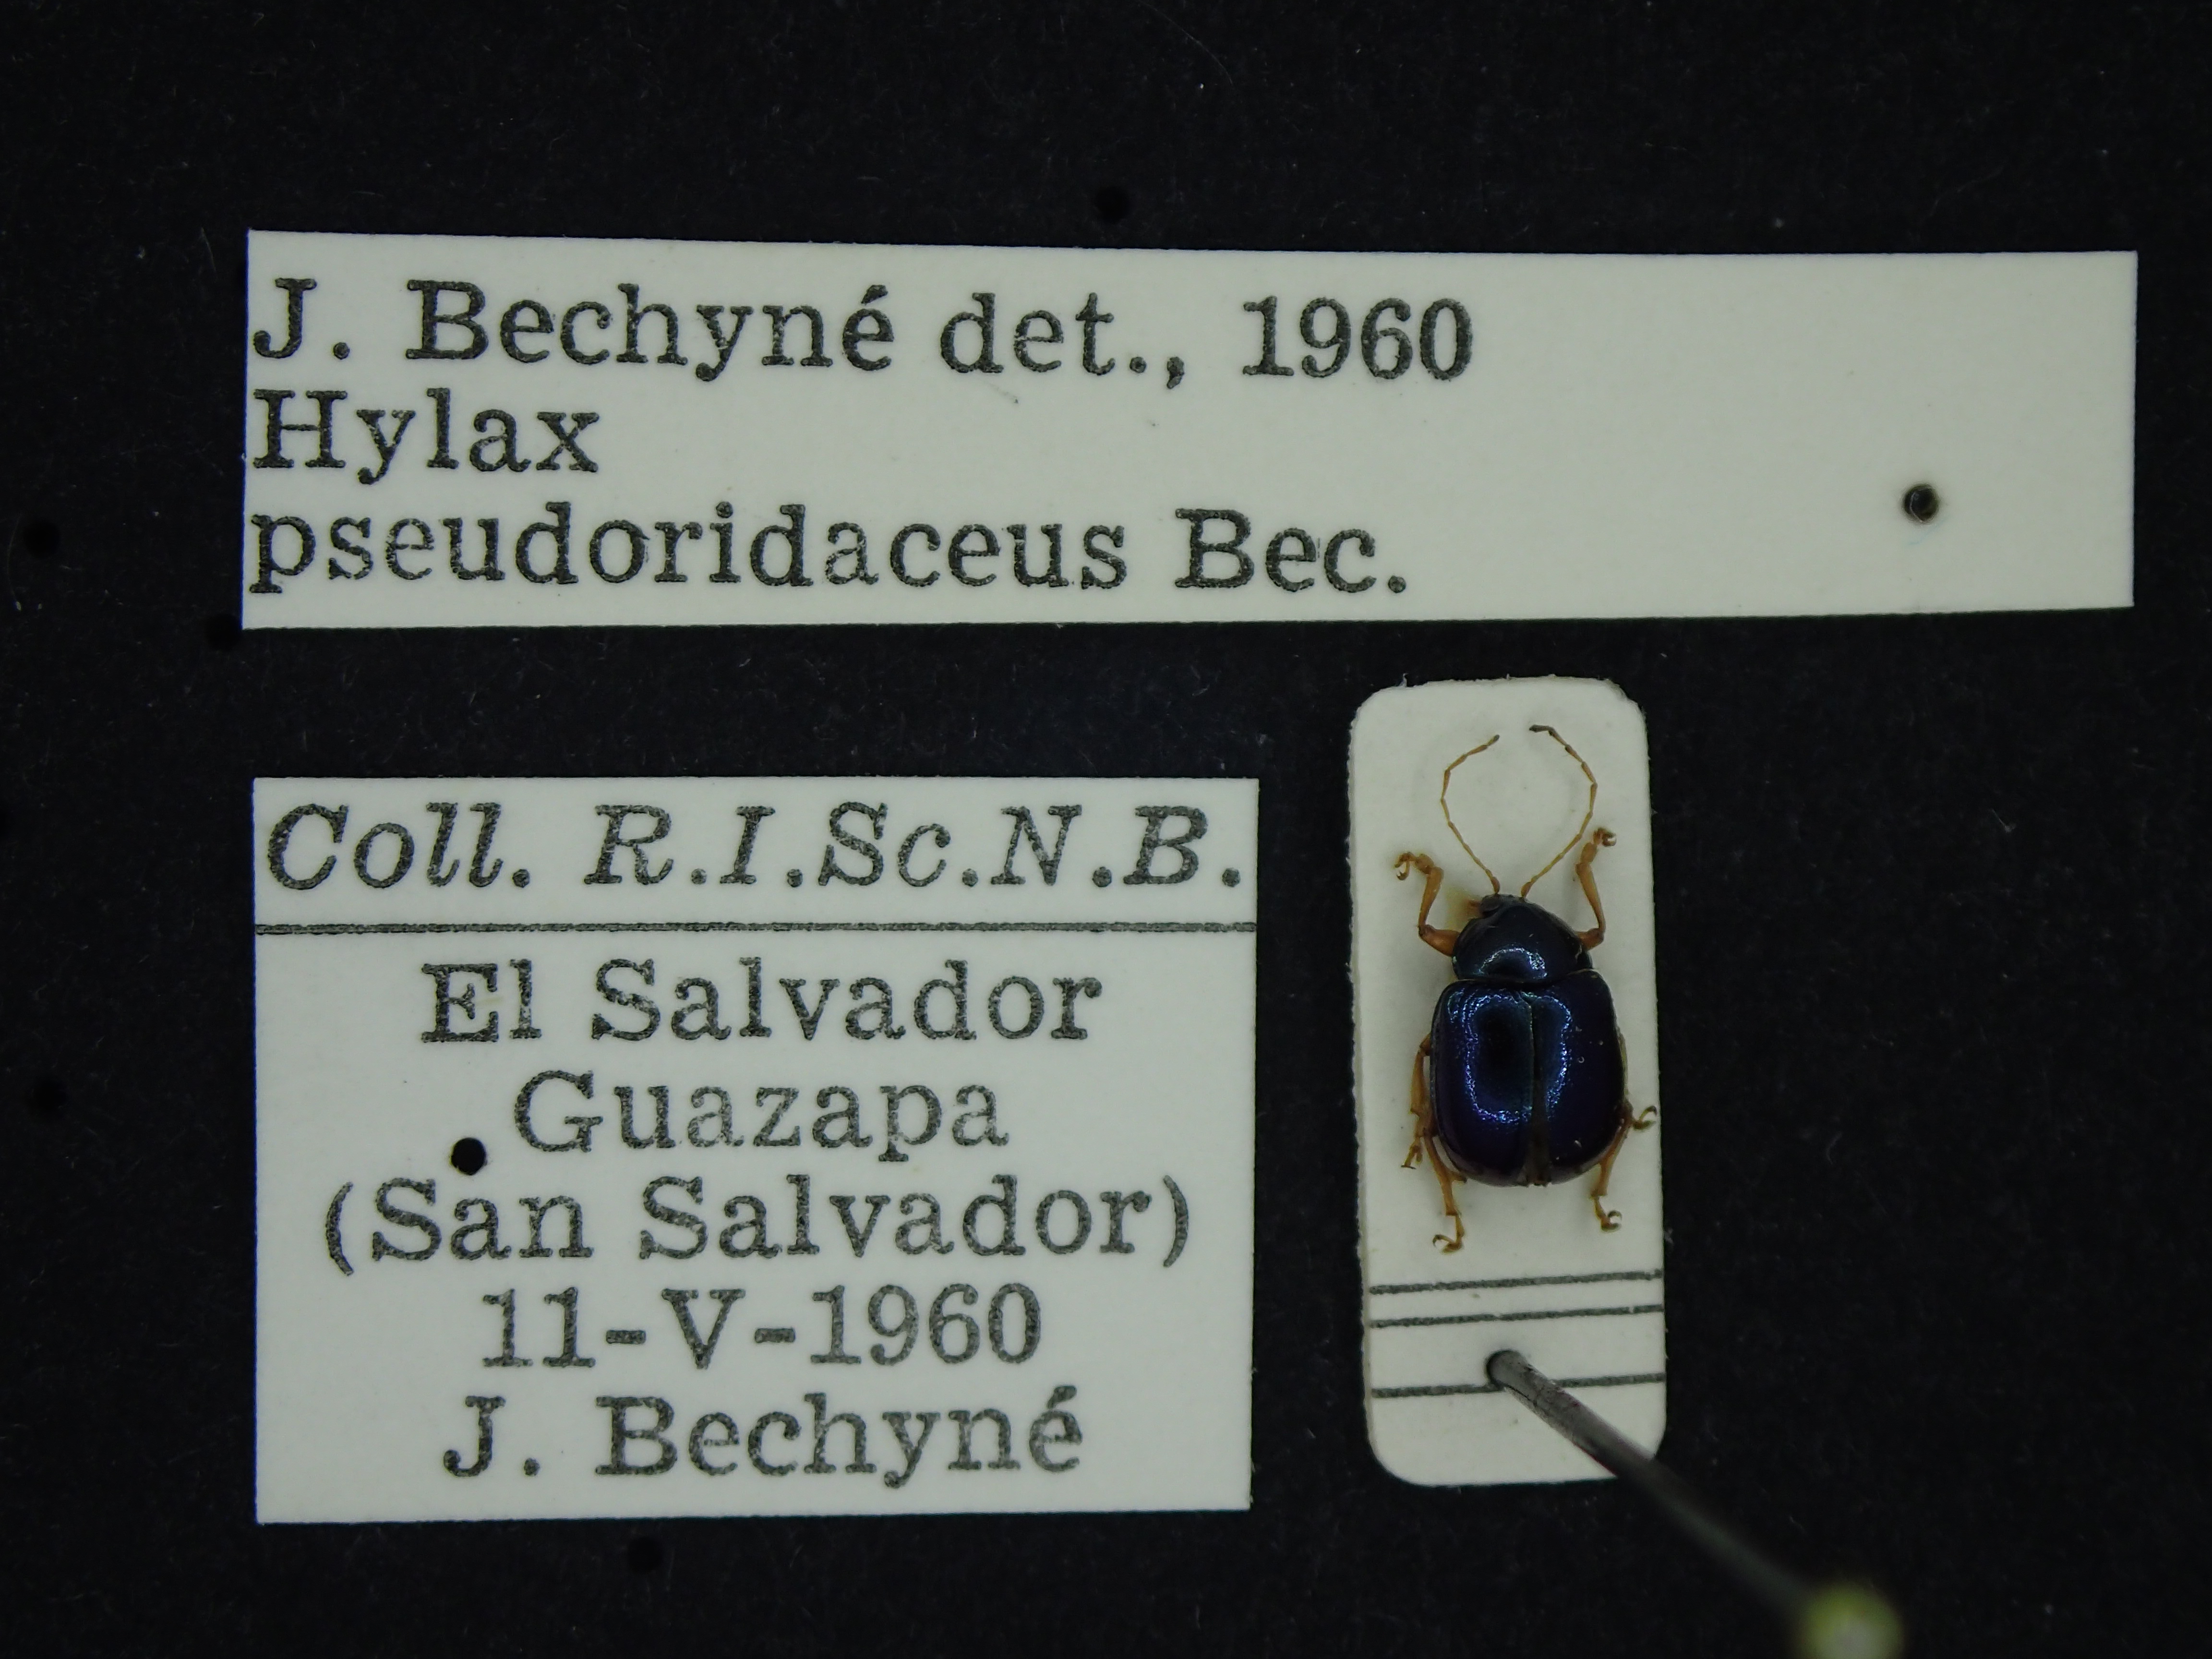 J. Bechyné det., 1960
Hylax
pseudoridaceus Bec.
Coll. R.I.Sc.N.B.
El Salvador
Guazapa
(San Salvador)
11-V-1960
J. Bechyné